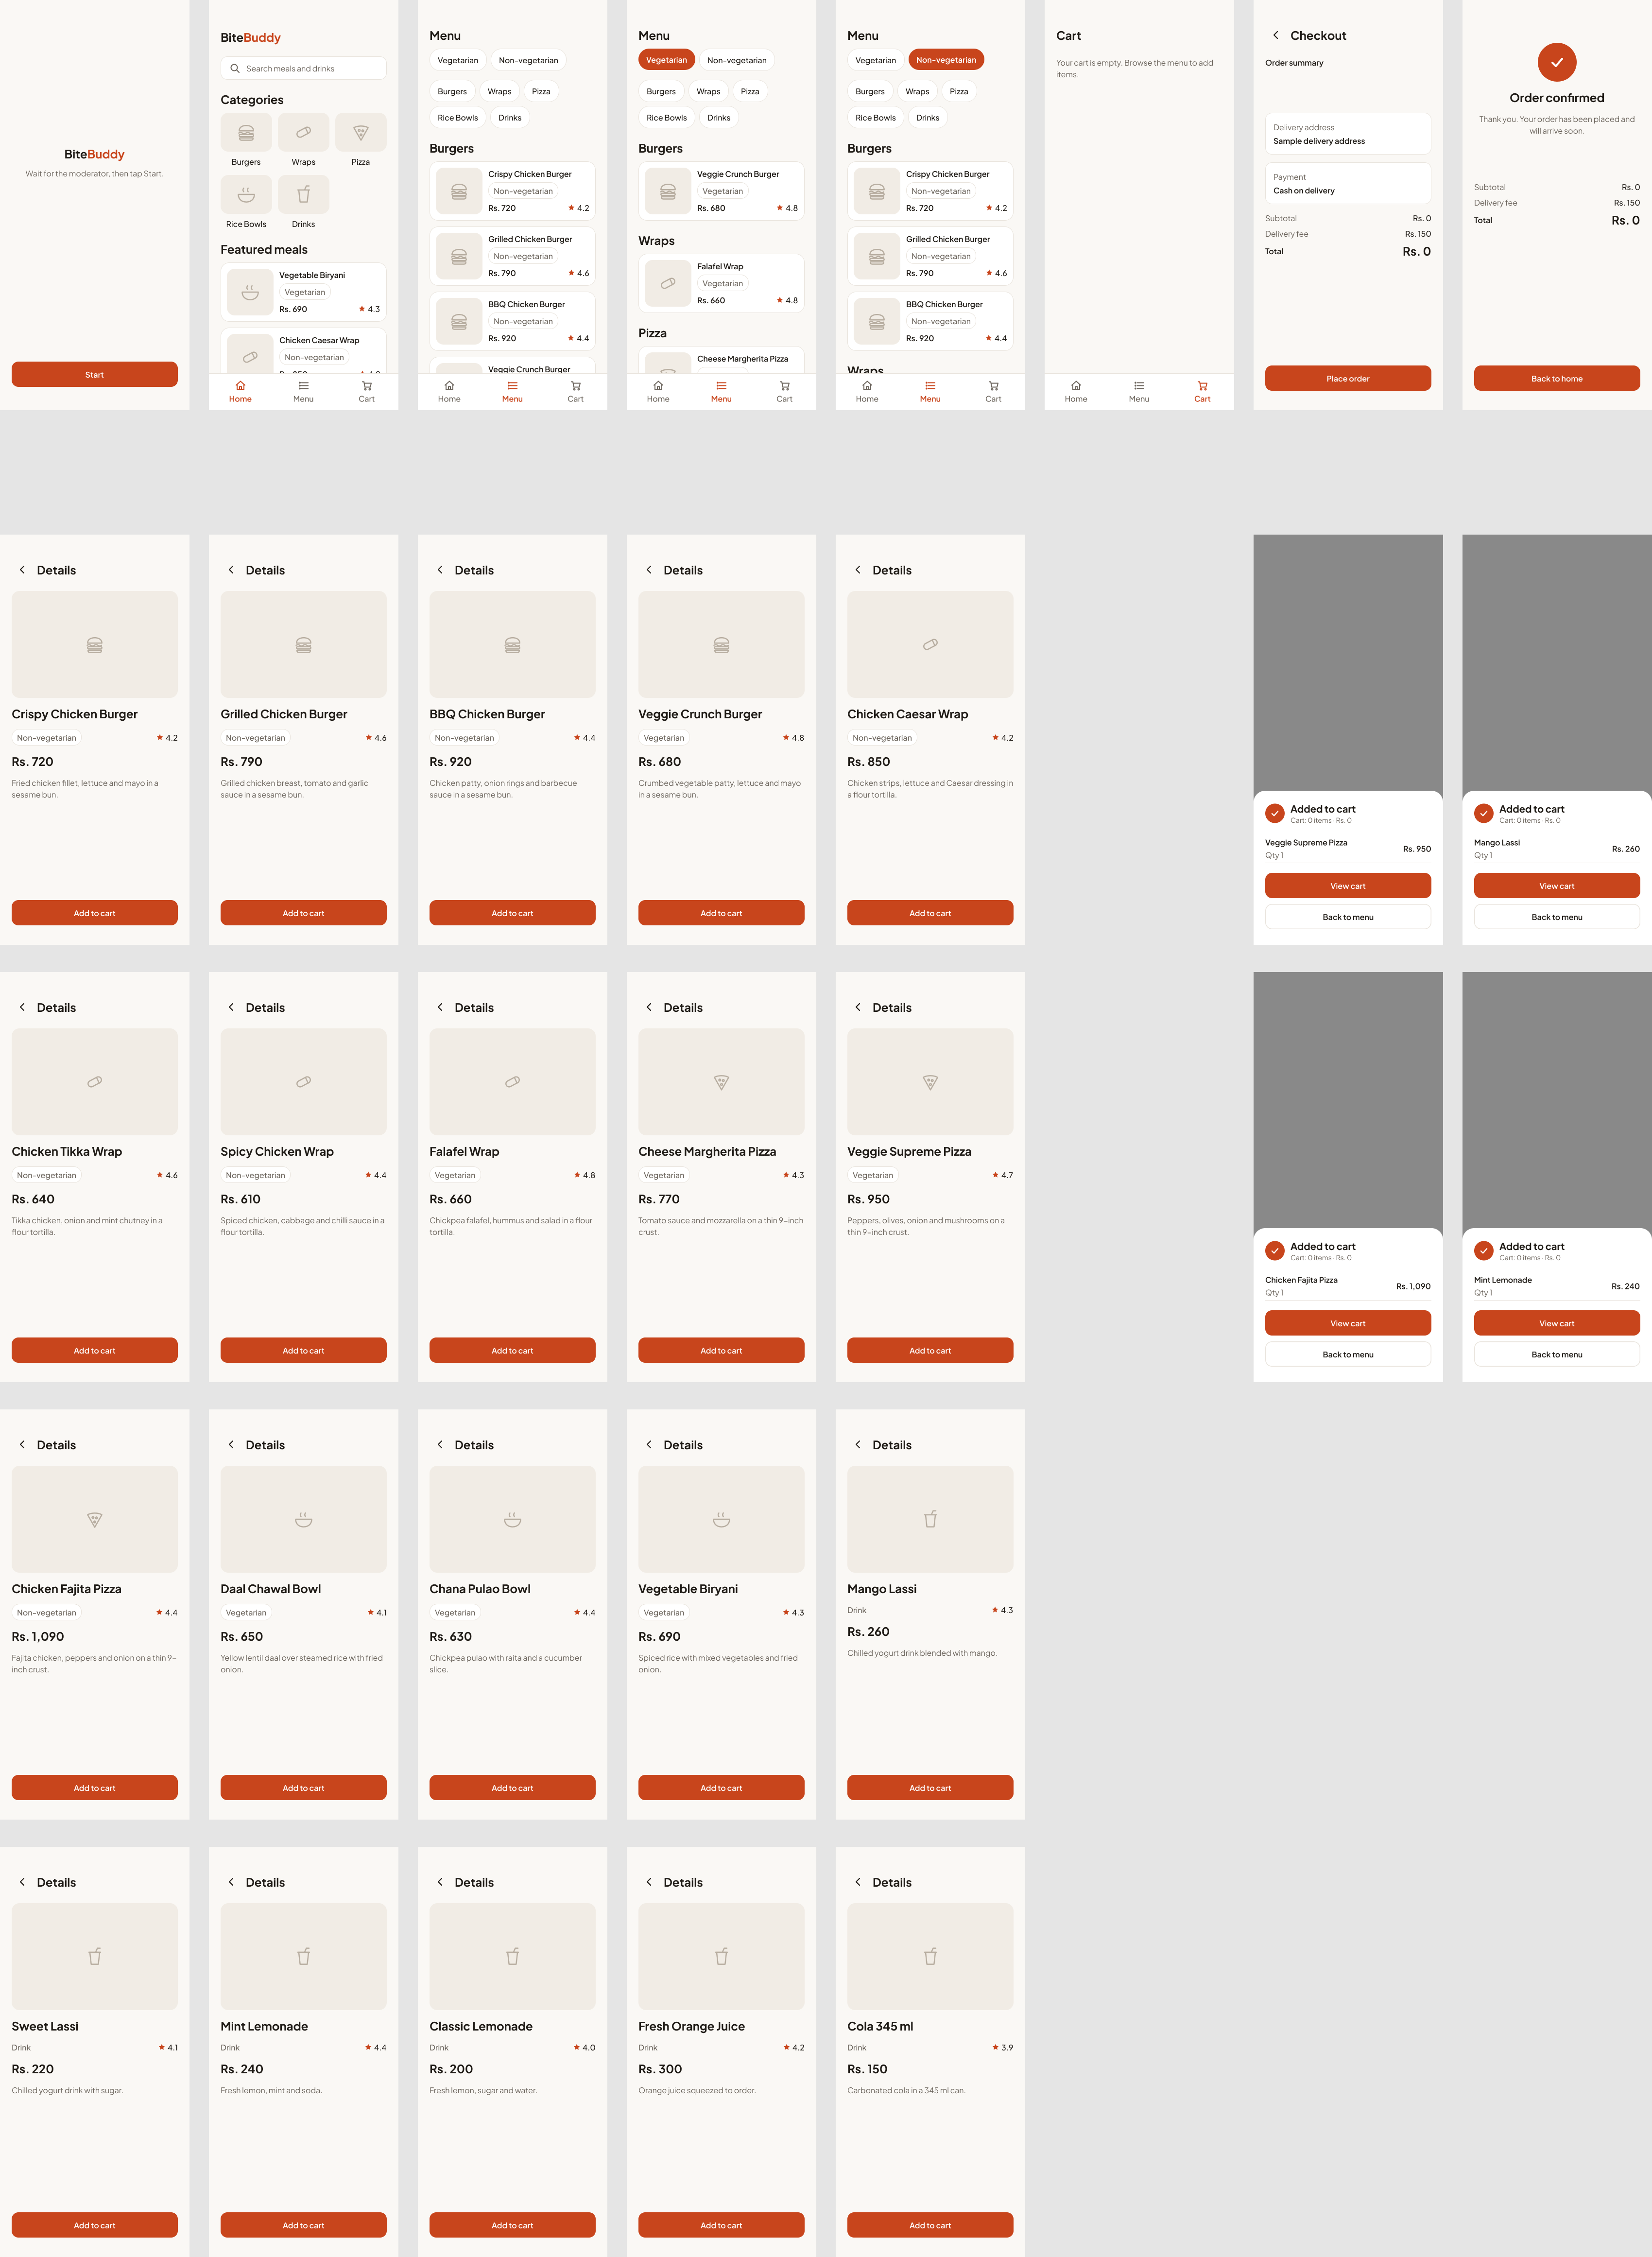 BiteBuddy
Wait for the moderator, then tap Start.
Start
BiteBuddy
Search meals and drinks
Categories
Burgers
Wraps
Pizza
Rice Bowls
Drinks
Featured meals
Vegetable Biryani
Vegetarian
Rs. 690
4.3
Chicken Caesar Wrap
Non-vegetarian
Home
Menu
Cart
Menu
Vegetarian
Non-vegetarian
Burgers
Wraps
Pizza
Rice Bowls
Drinks
Burgers
Crispy Chicken Burger
Non-vegetarian
Rs. 720
4.2
Grilled Chicken Burger
Non-vegetarian
Rs. 790
4.6
BBQ Chicken Burger
Non-vegetarian
Rs. 920
4.4
Veggie Crunch Burger
Home
Menu
Cart
Menu
Vegetarian
Non-vegetarian
Burgers
Wraps
Pizza
Rice Bowls
Drinks
Burgers
Veggie Crunch Burger
Vegetarian
Rs. 680
4.8
Wraps
Falafel Wrap
Vegetarian
Rs. 660
4.8
Pizza
Cheese Margherita Pizza
Home
Menu
Cart
Menu
Vegetarian
Non-vegetarian
Burgers
Wraps
Pizza
Rice Bowls
Drinks
Burgers
Crispy Chicken Burger
Non-vegetarian
Rs. 720
4.2
Grilled Chicken Burger
Non-vegetarian
Rs. 790
4.6
BBQ Chicken Burger
Non-vegetarian
Rs. 920
4.4
Wraps
Home
Menu
Cart
Cart
Your cart is empty. Browse the menu to add
items.
Home
Menu
Cart
Checkout
Order summary
Delivery address
Sample delivery address
Payment
Cash on delivery
Subtotal
Rs. 0
Delivery fee
Rs. 150
Total
Rs. 0
Place order
Order confirmed
Thank you. Your order has been placed and
will arrive soon.
Subtotal
Rs. 0
Delivery fee
Rs. 150
Total
Rs. 0
Back to home
Details
Crispy Chicken Burger
Non-vegetarian
4.2
Rs. 720
Fried chicken fillet, lettuce and mayo in a
sesame bun.
Add to cart
Details
Grilled Chicken Burger
Non-vegetarian
4.6
Rs. 790
Grilled chicken breast, tomato and garlic
sauce in a sesame bun.
Add to cart
Details
BBQ Chicken Burger
Non-vegetarian
4.4
Rs. 920
Chicken patty, onion rings and barbecue
sauce in a sesame bun.
Add to cart
Details
Veggie Crunch Burger
Vegetarian
4.8
Rs. 680
Crumbed vegetable patty, lettuce and mayo
in a sesame bun.
Add to cart
Details
Chicken Caesar Wrap
Non-vegetarian
4.2
Rs. 850
Chicken strips, lettuce and Caesar dressing in
a flour tortilla.
Add to cart
Added to cart
Cart: 0 items · Rs. 0
Veggie Supreme Pizza
Qty 1
Rs. 950
View cart
Back to menu
Added to cart
Cart: 0 items · Rs. 0
Mango Lassi
Qty 1
Rs. 260
View cart
Back to menu
Details
Chicken Tikka Wrap
Non-vegetarian
4.6
Rs. 640
Tikka chicken, onion and mint chutney in a
flour tortilla.
Add to cart
Details
Spicy Chicken Wrap
Non-vegetarian
4.4
Rs. 610
Spiced chicken, cabbage and chilli sauce in a
flour tortilla.
Add to cart
Details
Falafel Wrap
Vegetarian
4.8
Rs. 660
Chickpea falafel, hummus and salad in a flour
tortilla.
Add to cart
Details
Cheese Margherita Pizza
Vegetarian
4.3
Rs. 770
Tomato sauce and mozzarella on a thin 9-inch
crust.
Add to cart
Details
Veggie Supreme Pizza
Vegetarian
4.7
Rs. 950
Peppers, olives, onion and mushrooms on a
thin 9-inch crust.
Add to cart
Added to cart
Cart: 0 items · Rs. 0
Chicken Fajita Pizza
Qty 1
Rs. 1,090
View cart
Back to menu
Added to cart
Cart: 0 items · Rs. 0
Mint Lemonade
Qty 1
Rs. 240
View cart
Back to menu
Details
Chicken Fajita Pizza
Non-vegetarian
4.4
Rs. 1,090
Fajita chicken, peppers and onion on a thin 9-
inch crust.
Add to cart
Details
Daal Chawal Bowl
Vegetarian
4.1
Rs. 650
Yellow lentil daal over steamed rice with fried
onion.
Add to cart
Details
Chana Pulao Bowl
Vegetarian
4.4
Rs. 630
Chickpea pulao with raita and a cucumber
slice.
Add to cart
Details
Vegetable Biryani
Vegetarian
4.3
Rs. 690
Spiced rice with mixed vegetables and fried
onion.
Add to cart
Details
Mango Lassi
Drink
4.3
Rs. 260
Chilled yogurt drink blended with mango.
Add to cart
Details
Sweet Lassi
Drink
4.1
Rs. 220
Chilled yogurt drink with sugar.
Add to cart
Details
Mint Lemonade
Drink
4.4
Rs. 240
Fresh lemon, mint and soda.
Add to cart
Details
Classic Lemonade
Drink
4.0
Rs. 200
Fresh lemon, sugar and water.
Add to cart
Details
Fresh Orange Juice
Drink
4.2
Rs. 300
Orange juice squeezed to order.
Add to cart
Details
Cola 345 ml
Drink
3.9
Rs. 150
Carbonated cola in a 345 ml can.
Add to cart